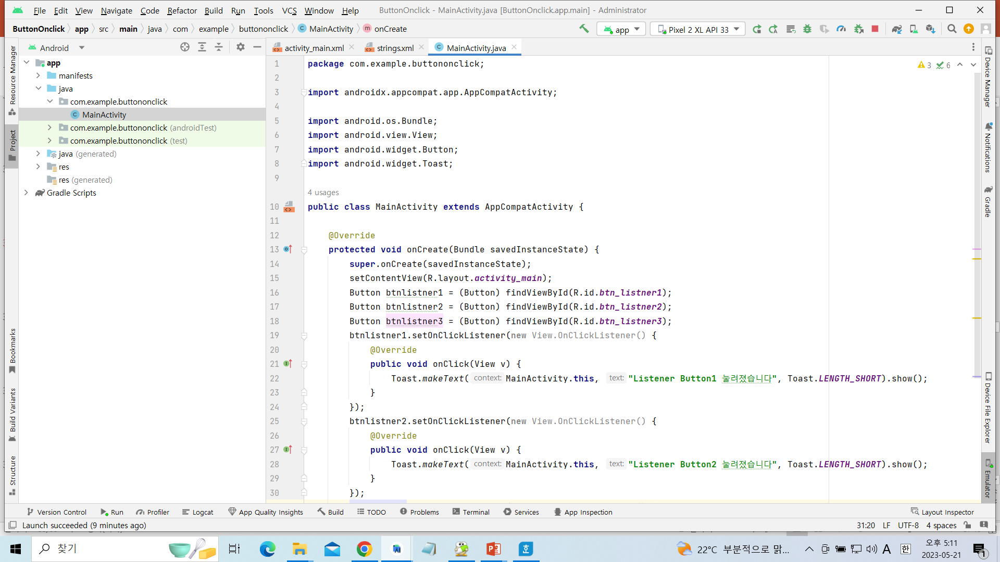 File Edit View Navigate Code Refactor Build Run Tools VCS Window Help ButtonOnclick - MainActivity.java [ButtonOnclick.app.main] - Administrator
ButtonOnclick app src main java com example buttononclick MainActivity onCreate app Pixel 2 XL API 33
Android
activity_main.xml strings.xml MainActivity.java
Resource Manager
Project
Bookmarks
Build Variants
Structure
app
manifests
java
com.example.buttononclick
MainActivity
com.example.buttononclick (androidTest)
com.example.buttononclick (test)
java (generated)
res
res (generated)
Gradle Scripts
3 6
1 package com.example.buttononclick;
2
3 import androidx.appcompat.app.AppCompatActivity;
4
5 import android.os.Bundle;
6 import android.view.View;
7 import android.widget.Button;
8 import android.widget.Toast;
9
4 usages
10 public class MainActivity extends AppCompatActivity {
11
12 @Override
13 protected void onCreate(Bundle savedInstanceState) {
14 super.onCreate(savedInstanceState);
15 setContentView(R.layout.activity_main);
16 Button btnlistner1 = (Button) findViewById(R.id.btn_listner1);
17 Button btnlistner2 = (Button) findViewById(R.id.btn_listner2);
18 Button btnlistner3 = (Button) findViewById(R.id.btn_listner3);
19 btnlistner1.setOnClickListener(new View.OnClickListener() {
20 @Override
21 public void onClick(View v) {
22 Toast.makeText( context: MainActivity.this, text: "Listener Button1 눌려졌습니다", Toast.LENGTH_SHORT).show();
23 }
24 });
25 btnlistner2.setOnClickListener(new View.OnClickListener() {
26 @Override
27 public void onClick(View v) {
28 Toast.makeText( context: MainActivity.this, text: "Listener Button2 눌려졌습니다", Toast.LENGTH_SHORT).show();
29 }
30 });
Device Manager
Notifications
Gradle
Device File Explorer
Emulator
Version Control Run Profiler Logcat App Quality Insights Build TODO Problems Terminal Services App Inspection Layout Inspector
Launch succeeded (9 minutes ago) 31:20 LF UTF-8 4 spaces
찾기 22°C 부분적으로 맑... A 한 오후 5:11
2023-05-21 1